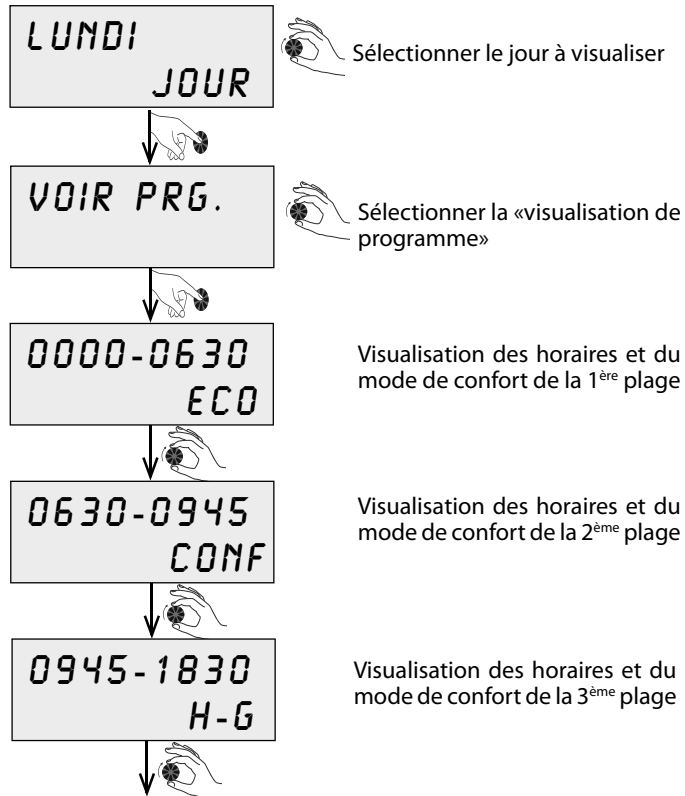 LUNDI
JOUR
Sélectionner le jour à visualiser
VOIR PRG.
Sélectionner la «visualisation de
programme»
0000-0630
ECO
Visualisation des horaires et du
mode de confort de la 1ère plage
0630-0945
CONF
Visualisation des horaires et du
mode de confort de la 2ème plage
0945-1830
H-G
Visualisation des horaires et du
mode de confort de la 3ème plage